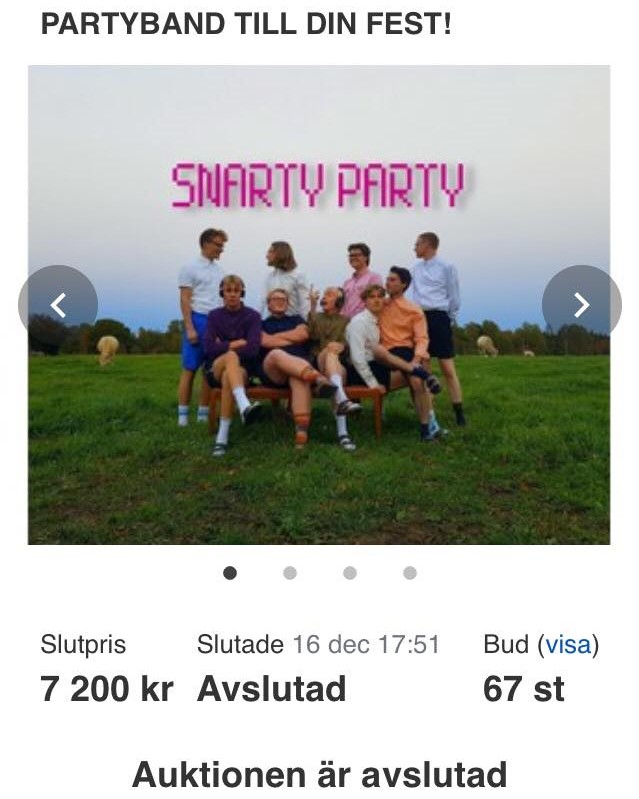 PARTYBAND TILL DIN FEST!
SNARTY PARTY
Slutpris
7 200 kr
Slutade 16 dec 17:51
Avslutad
Bud (visa)
67 st
Auktionen är avslutad